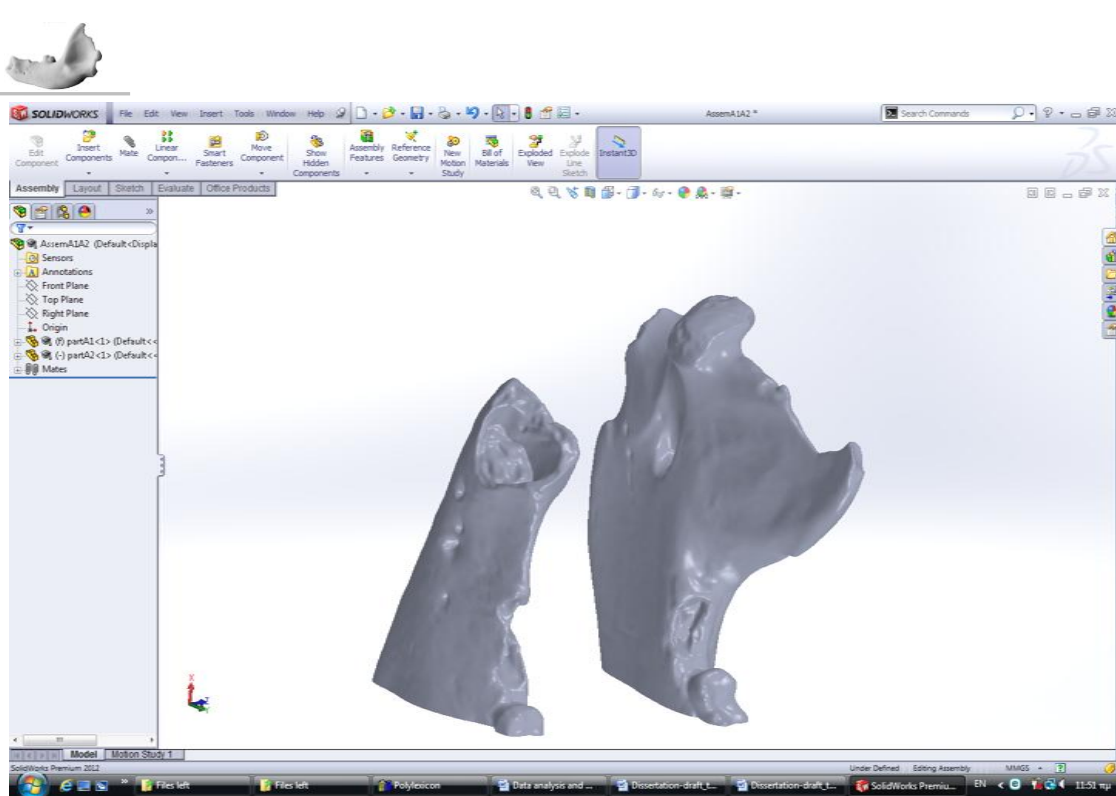 SOLIDWORKS File Edit View Insert Tools Window Help AssemA1A2 * Search Commands
Edit Component
Insert Components
Mate
Linear Compon...
Smart Fasteners
Move Component
Show Hidden Components
Assembly Features
Reference Geometry
New Motion Study
Bill of Materials
Exploded View
Explode Line Sketch
Instant3D
Assembly Layout Sketch Evaluate Office Products
AssemA1A2 (Default<Displa
Sensors
Annotations
Front Plane
Top Plane
Right Plane
Origin
(f) partA1<1> (Default<<
(-) partA2<1> (Default<<
Mates
Model Motion Study 1
SolidWorks Premium 2012 Under Defined Editing Assembly MMGS
Files left Files left Polylexicon Data analysis and ... Dissertation-draft_t... Dissertation-draft_t... SolidWorks Premiu... EN 11:51 πμ